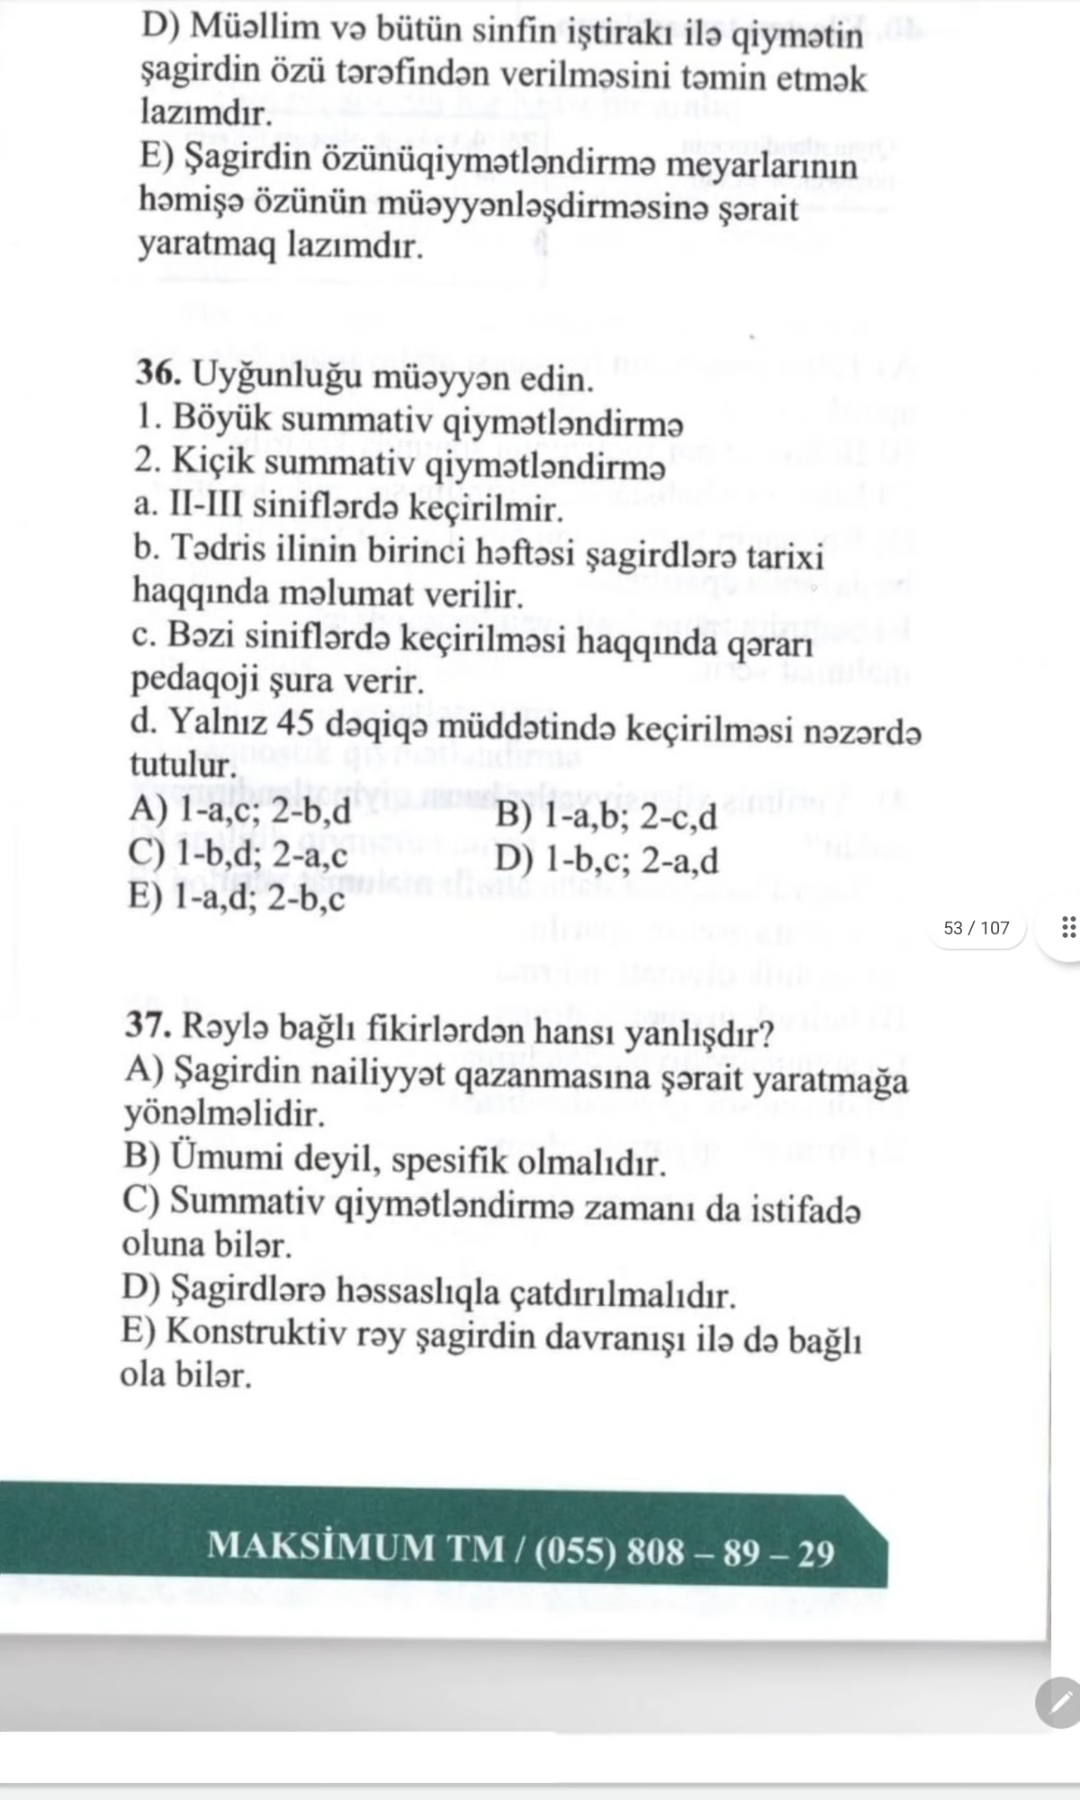 D) Müəllim və bütün sinfin iştirakı ilə qiymətin
şagirdin özü tərəfindən verilməsini təmin etmək
lazımdır.
E) Şagirdin özünüqiymətləndirmə meyarlarının
həmişə özünün müəyyənləşdirməsinə şərait
yaratmaq lazımdır.
36. Uyğunluğu müəyyən edin.
1. Böyük summativ qiymətləndirmə
2. Kiçik summativ qiymətləndirmə
a. II-III siniflərdə keçirilmir.
b. Tədris ilinin birinci həftəsi şagirdlərə tarixi
haqqında məlumat verilir.
c. Bəzi siniflərdə keçirilməsi haqqında qərarı
pedaqoji şura verir.
d. Yalnız 45 dəqiqə müddətində keçirilməsi nəzərdə
tutulur.
A) 1-a,c; 2-b,d B) 1-a,b; 2-c,d
C) 1-b,d; 2-a,c D) 1-b,c; 2-a,d
E) 1-a,d; 2-b,c
53 / 107
37. Rəylə bağlı fikirlərdən hansı yanlışdır?
A) Şagirdin nailiyyət qazanmasına şərait yaratmağa
yönəlməlidir.
B) Ümumi deyil, spesifik olmalıdır.
C) Summativ qiymətləndirmə zamanı da istifadə
oluna bilər.
D) Şagirdlərə həssaslıqla çatdırılmalıdır.
E) Konstruktiv rəy şagirdin davranışı ilə də bağlı
ola bilər.
MAKSİMUM TM / (055) 808 – 89 – 29